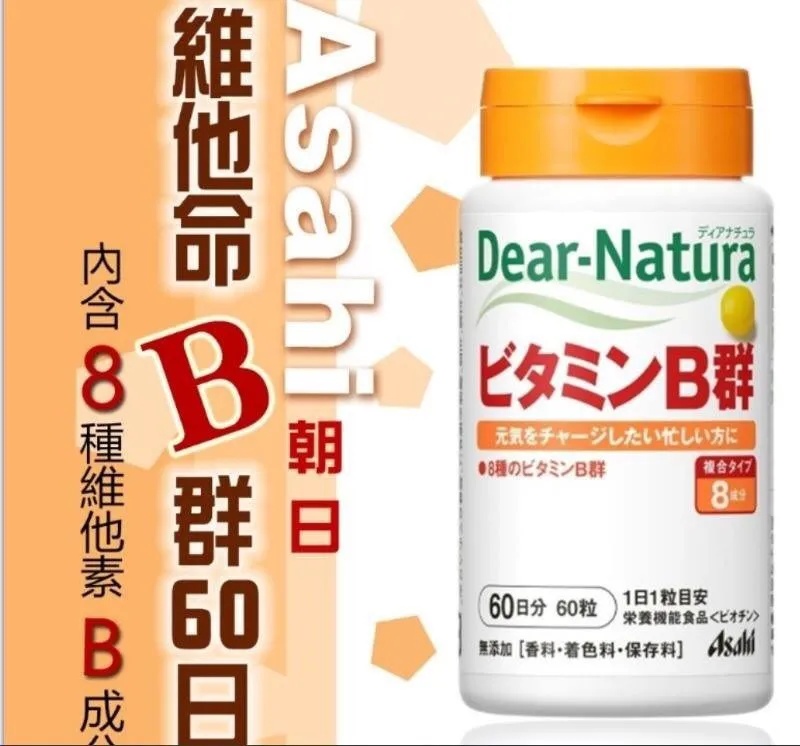 Asahi 朝日
維他命B群60日
內含8種維他素B成分
ディアナチュラ
Dear-Natura
ビタミンB群
元気をチャージしたい忙しい方に
●8種のビタミンB群
複合タイプ
8成分
60日分 60粒
1日1粒目安
栄養機能食品<ビオチン>
無添加[香料・着色料・保存料]
Asahi